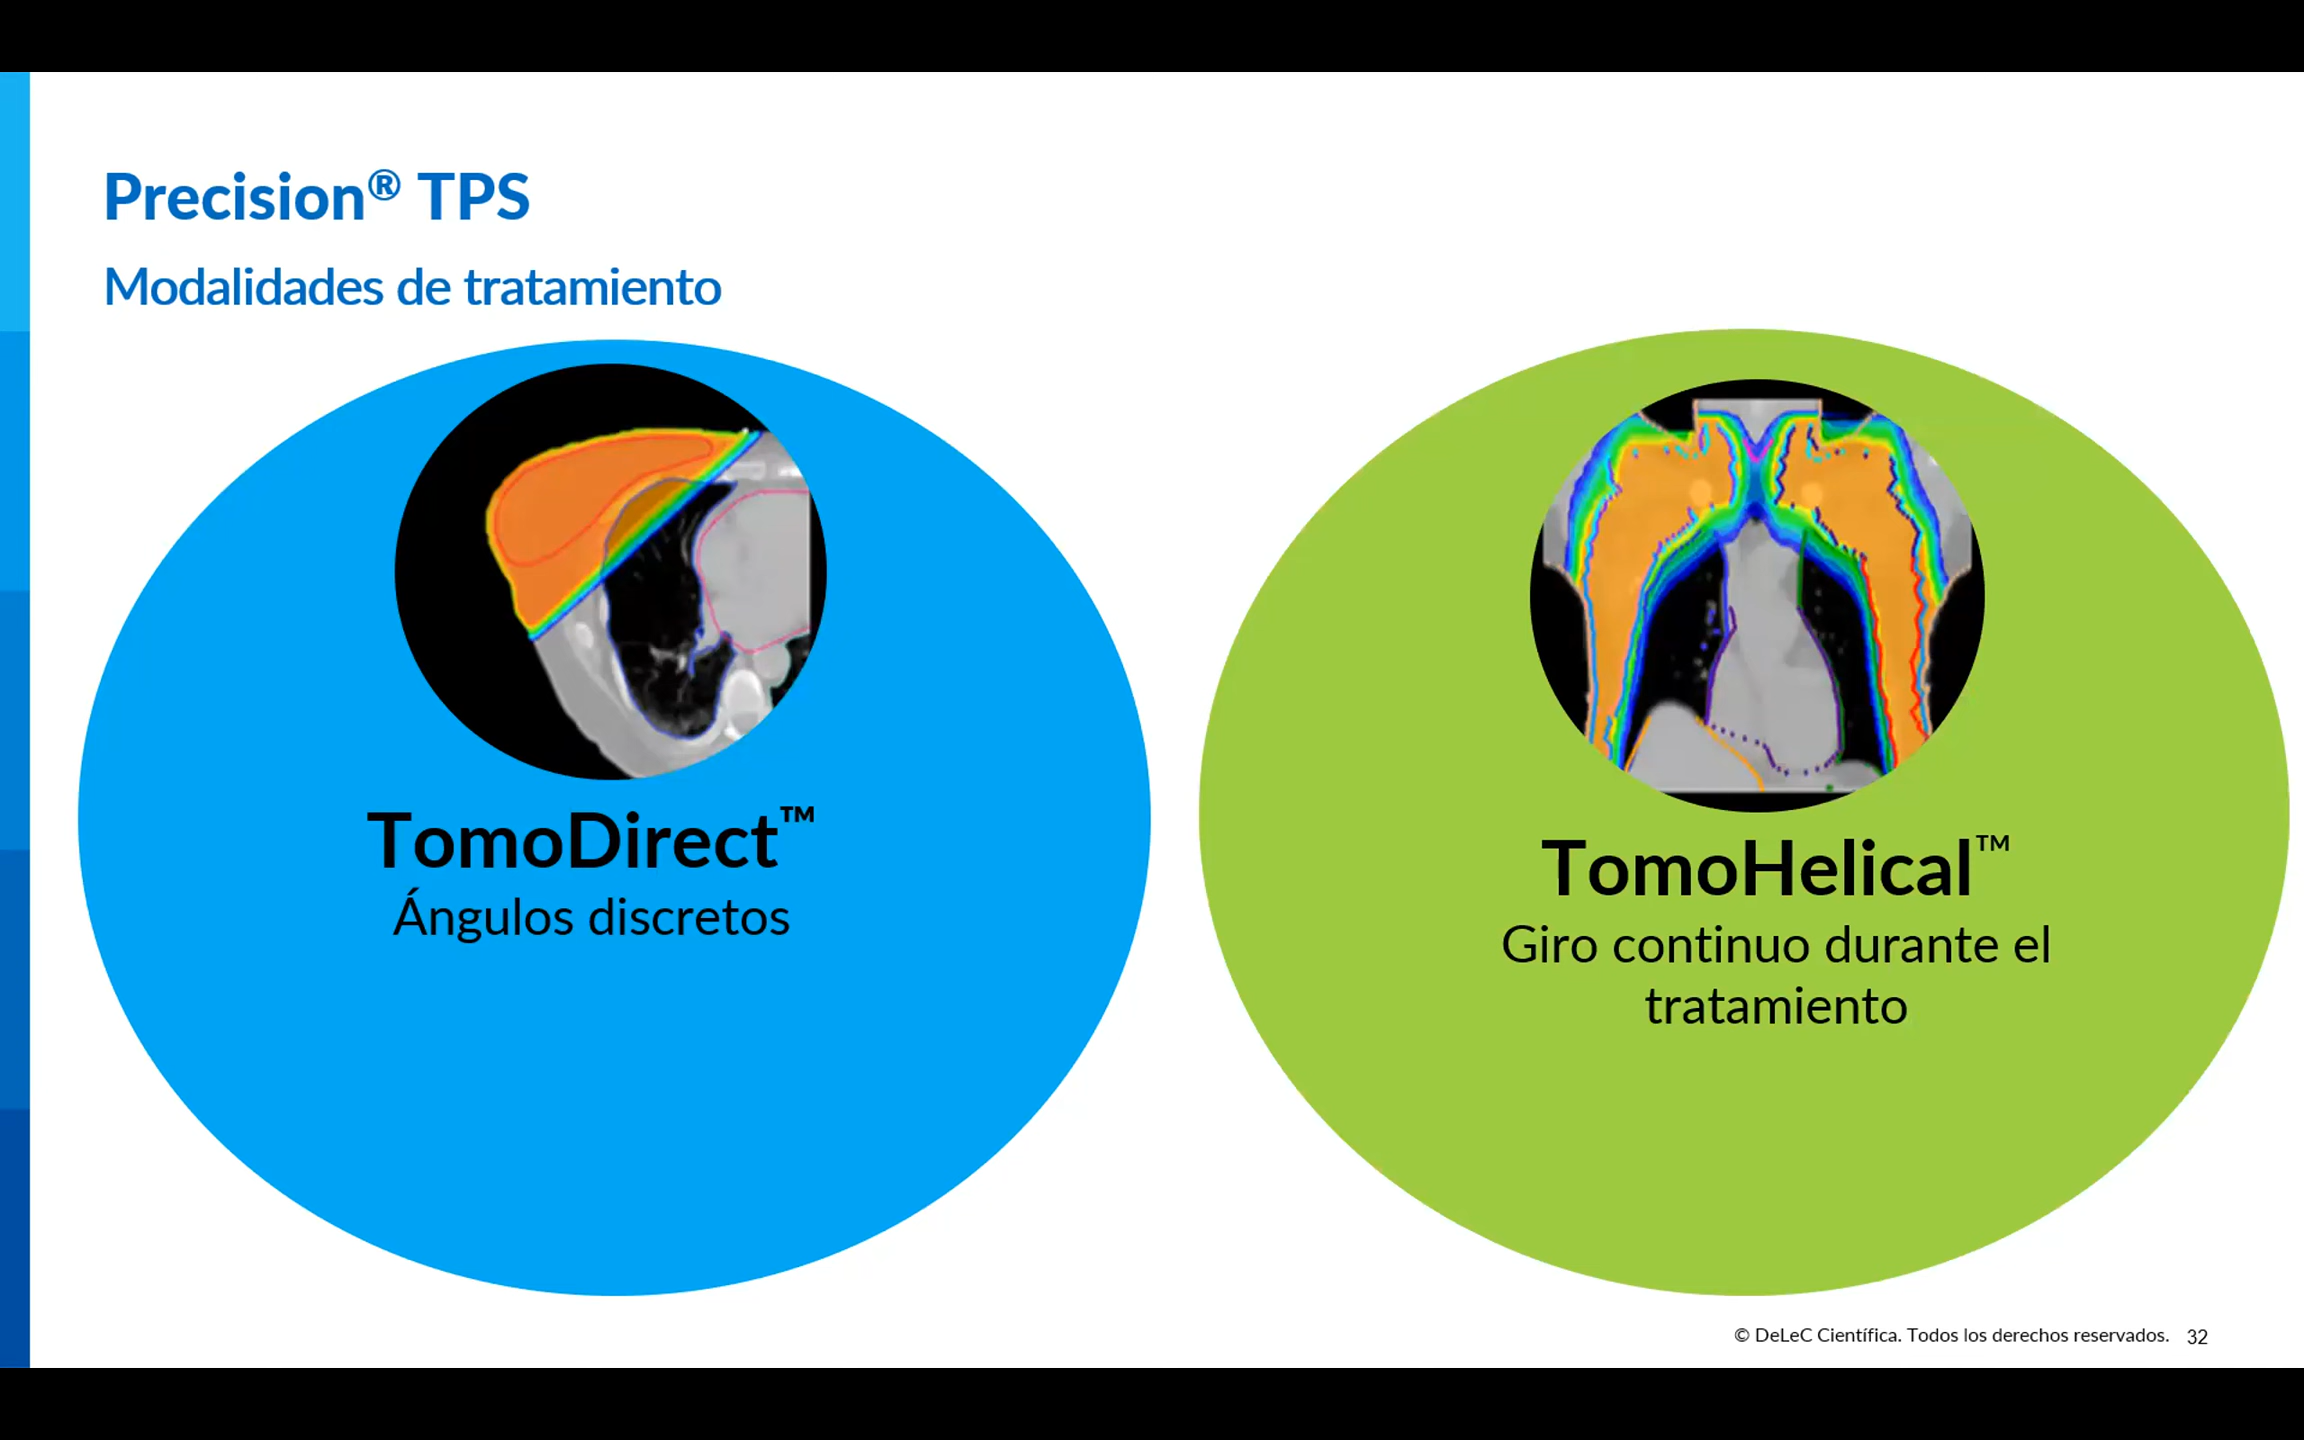 Precision® TPS
Modalidades de tratamiento
TomoDirect™
Ángulos discretos
TomoHelical™
Giro continuo durante el
tratamiento
© DeLeC Científica. Todos los derechos reservados. 32